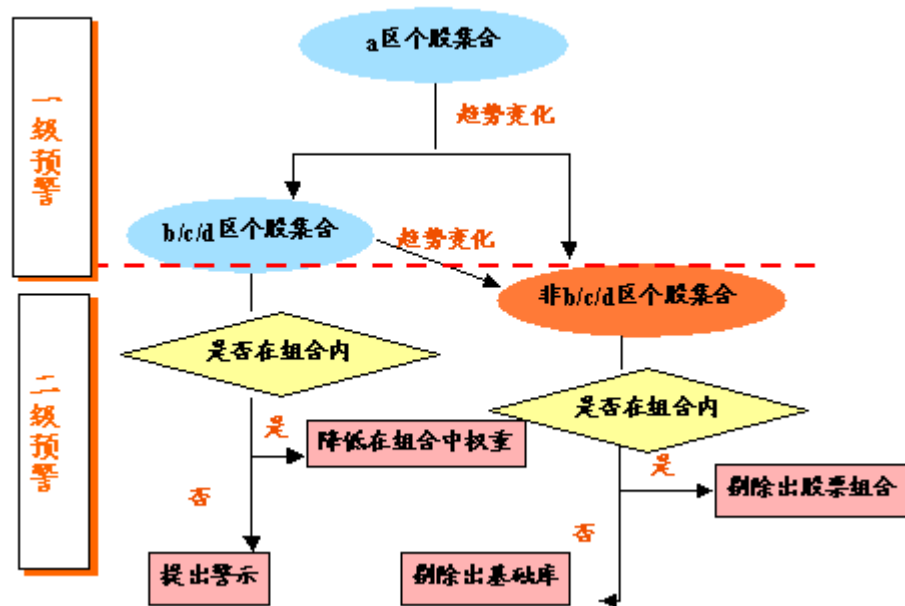 a区个股集合
一级预警
趋势变化
b/c/d区个股集合
趋势变化
非b/c/d区个股集合
二级预警
是否在组合内
是否在组合内
是
降低在组合中权重
是
剔除出股票组合
否
否
提出警示
剔除出基础库